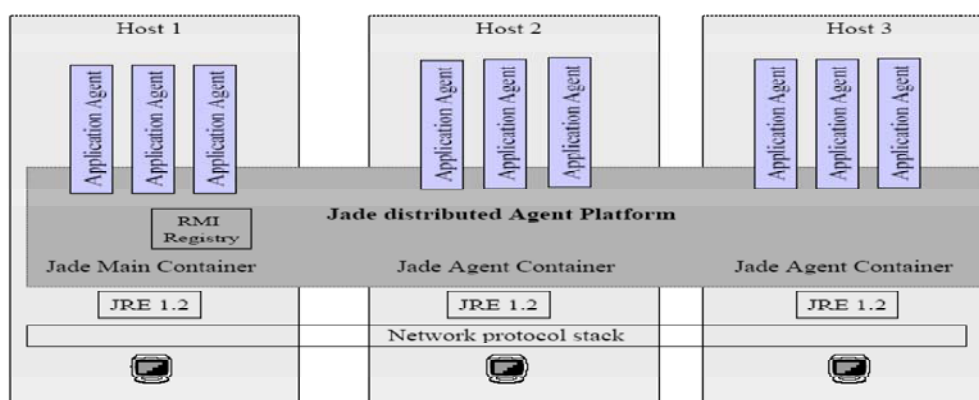 Host 1
Host 2
Host 3
Application Agent
Application Agent
Application Agent
Application Agent
Application Agent
Application Agent
Application Agent
Application Agent
Application Agent
Jade distributed Agent Platform
RMI
Registry
Jade Main Container
Jade Agent Container
Jade Agent Container
JRE 1.2
JRE 1.2
JRE 1.2
Network protocol stack